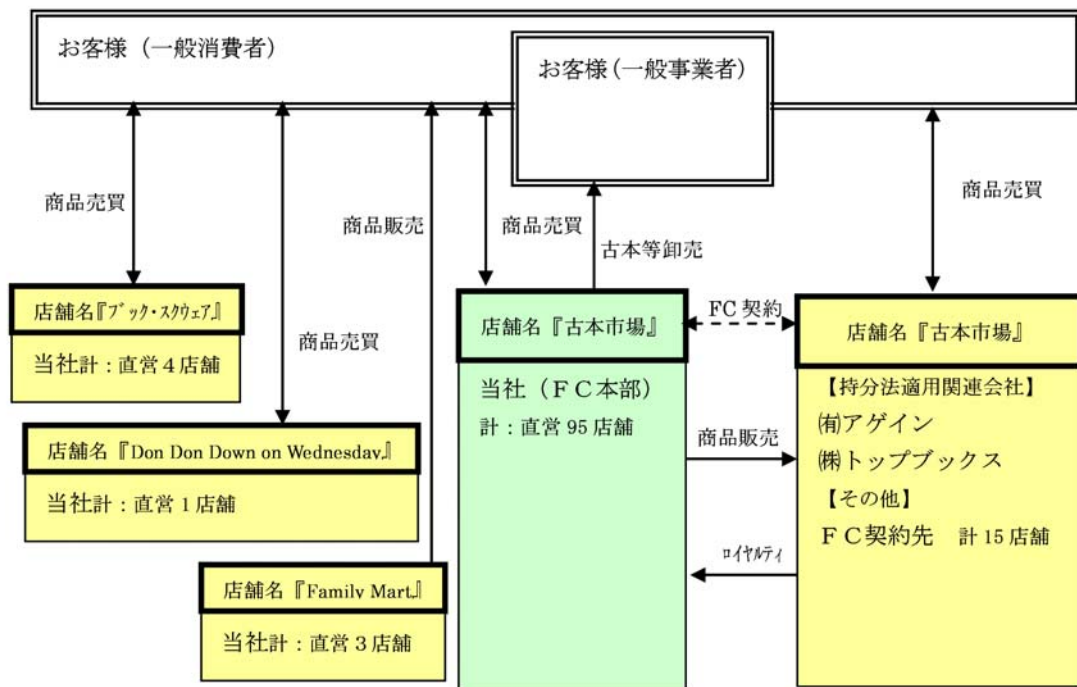 お客様（一般消費者）
お客様（一般事業者）
商品売買
商品売買
商品販売
商品売買
古本等卸売
商品売買
店舗名『ﾌﾞｯｸ・ｽｸｳｪｱ』
当社計：直営４店舗
店舗名『Don Don Down on Wednesday』
当社計：直営１店舗
店舗名『Family Mart』
当社計：直営３店舗
店舗名『古本市場』
当社（ＦＣ本部）
計：直営 95 店舗
FC 契約
商品販売
ﾛｲﾔﾙﾃｨ
店舗名『古本市場』
【持分法適用関連会社】
㈲アゲイン
㈱トップブックス
【その他】
ＦＣ契約先　計 15 店舗